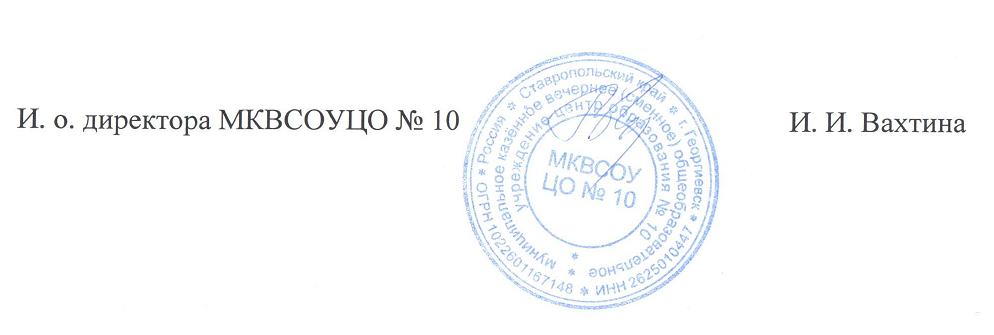 И. о. директора МКВСОУЦО № 10
И. И. Вахтина
Россия * Ставропольский край * г. Георгиевск * ИНН 2625010447 * ОГРН 1022601167148 *
муниципальное казённое вечернее (сменное) общеобразовательное *
учреждение центр образования № 10 *
МКВСОУ
ЦО № 10